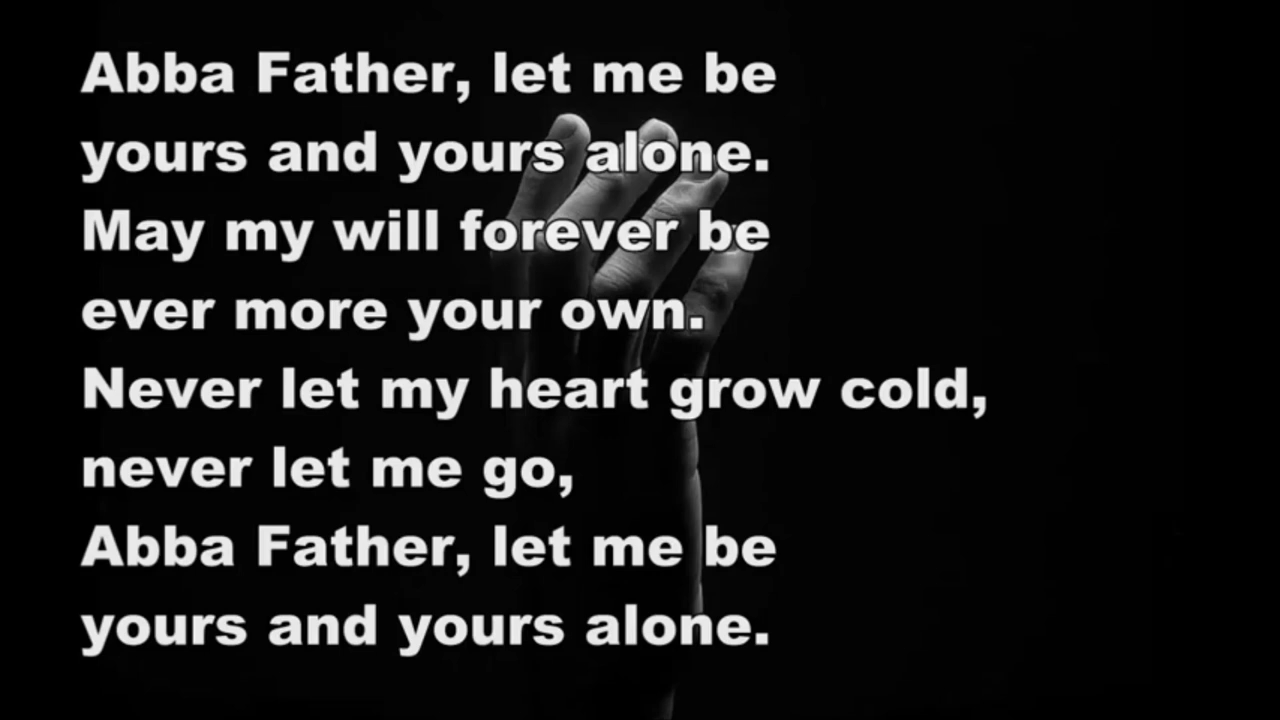 Abba Father, let me be
yours and yours alone.
May my will forever be
ever more your own.
Never let my heart grow cold,
never let me go,
Abba Father, let me be
yours and yours alone.